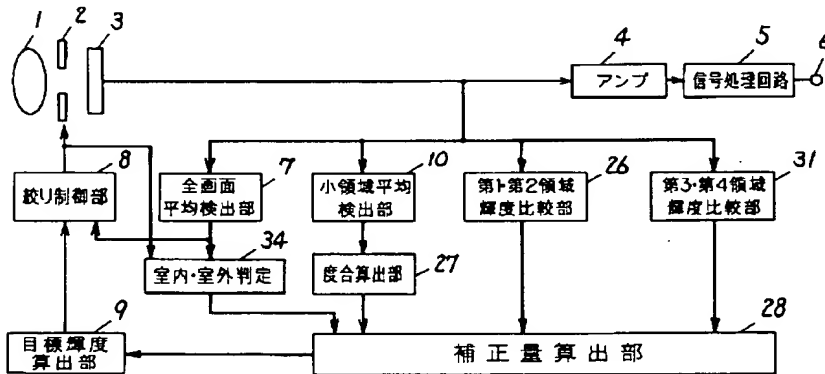 1
2
3
4
5
6
アンプ
信号処理回路
8
7
10
26
31
絞り制御部
全画面
平均検出部
小領域平均
検出部
第1·第2領域
輝度比較部
第3·第4領域
輝度比較部
34
27
室内·室外判定
度合算出部
9
28
目標輝度
算出部
補正量算出部